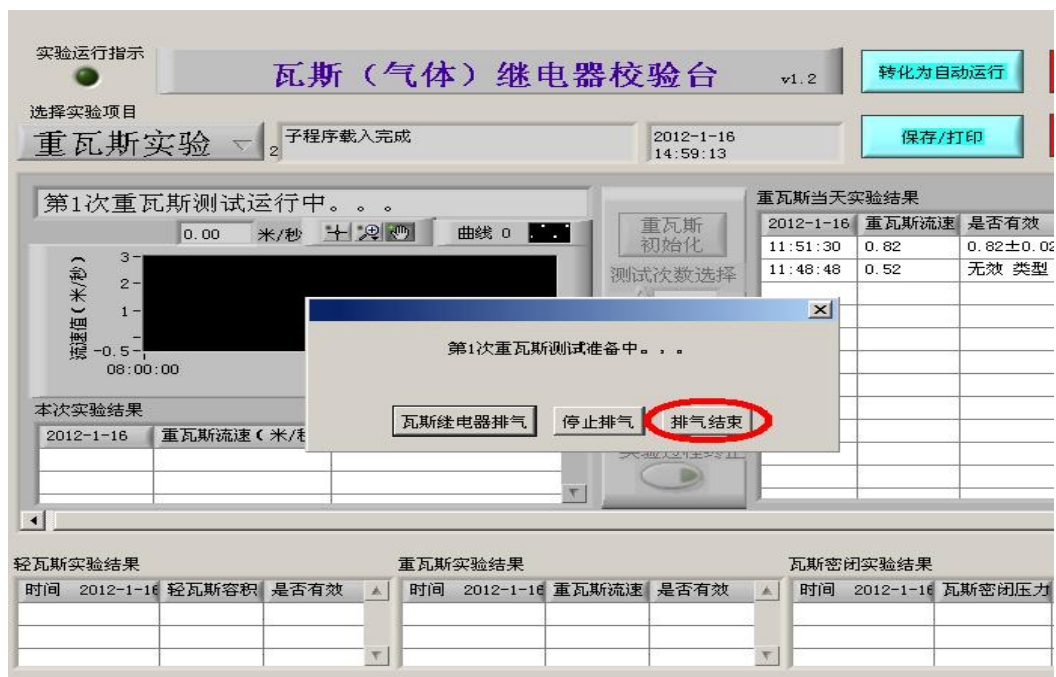 实验运行指示
瓦斯（气体）继电器校验台 v1.2
转化为自动运行
选择实验项目
重瓦斯实验
2
子程序载入完成
2012-1-16
14:59:13
保存/打印
第1次重瓦斯测试运行中。。。
0.00 米/秒
曲线 0
流速值(米/秒)
3
2
1
-0.5
08:00:00
重瓦斯
初始化
测试次数选择
重瓦斯当天实验结果
2012-1-16 重瓦斯流速 是否有效
11:51:30 0.82 0.82±0.02
11:48:48 0.52 无效 类型
第1次重瓦斯测试准备中。。。
瓦斯继电器排气 停止排气 排气结束
本次实验结果
2012-1-16 重瓦斯流速(米/
实验过程终止
轻瓦斯实验结果
时间 2012-1-16 轻瓦斯容积 是否有效
重瓦斯实验结果
时间 2012-1-16 重瓦斯流速 是否有效
瓦斯密闭实验结果
时间 2012-1-16 瓦斯密闭压力